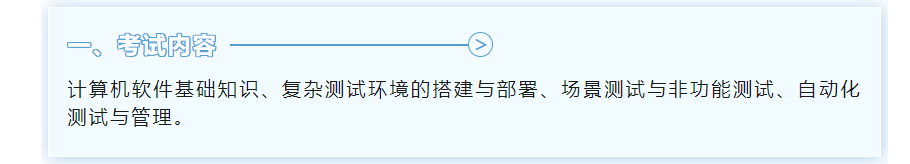 一、考试内容
计算机软件基础知识、复杂测试环境的搭建与部署、场景测试与非功能测试、自动化
测试与管理。